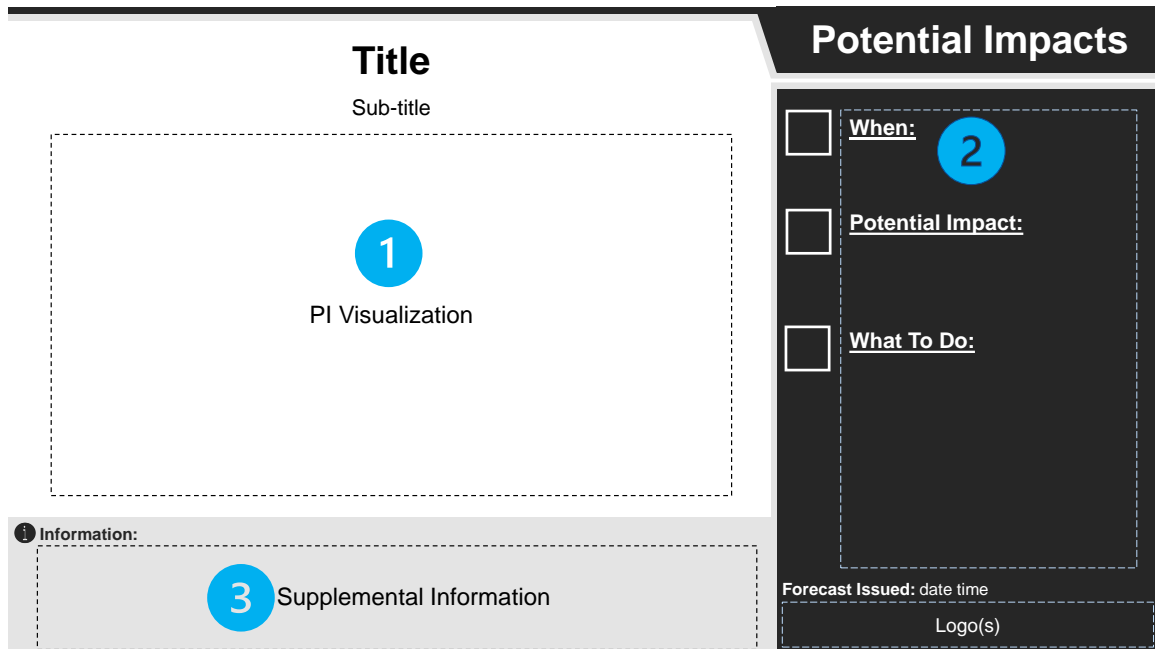 Title
Sub-title
1
PI Visualization
Potential Impacts
When:
2
Potential Impact:
What To Do:
Forecast Issued: date time
Logo(s)
i Information:
3 Supplemental Information